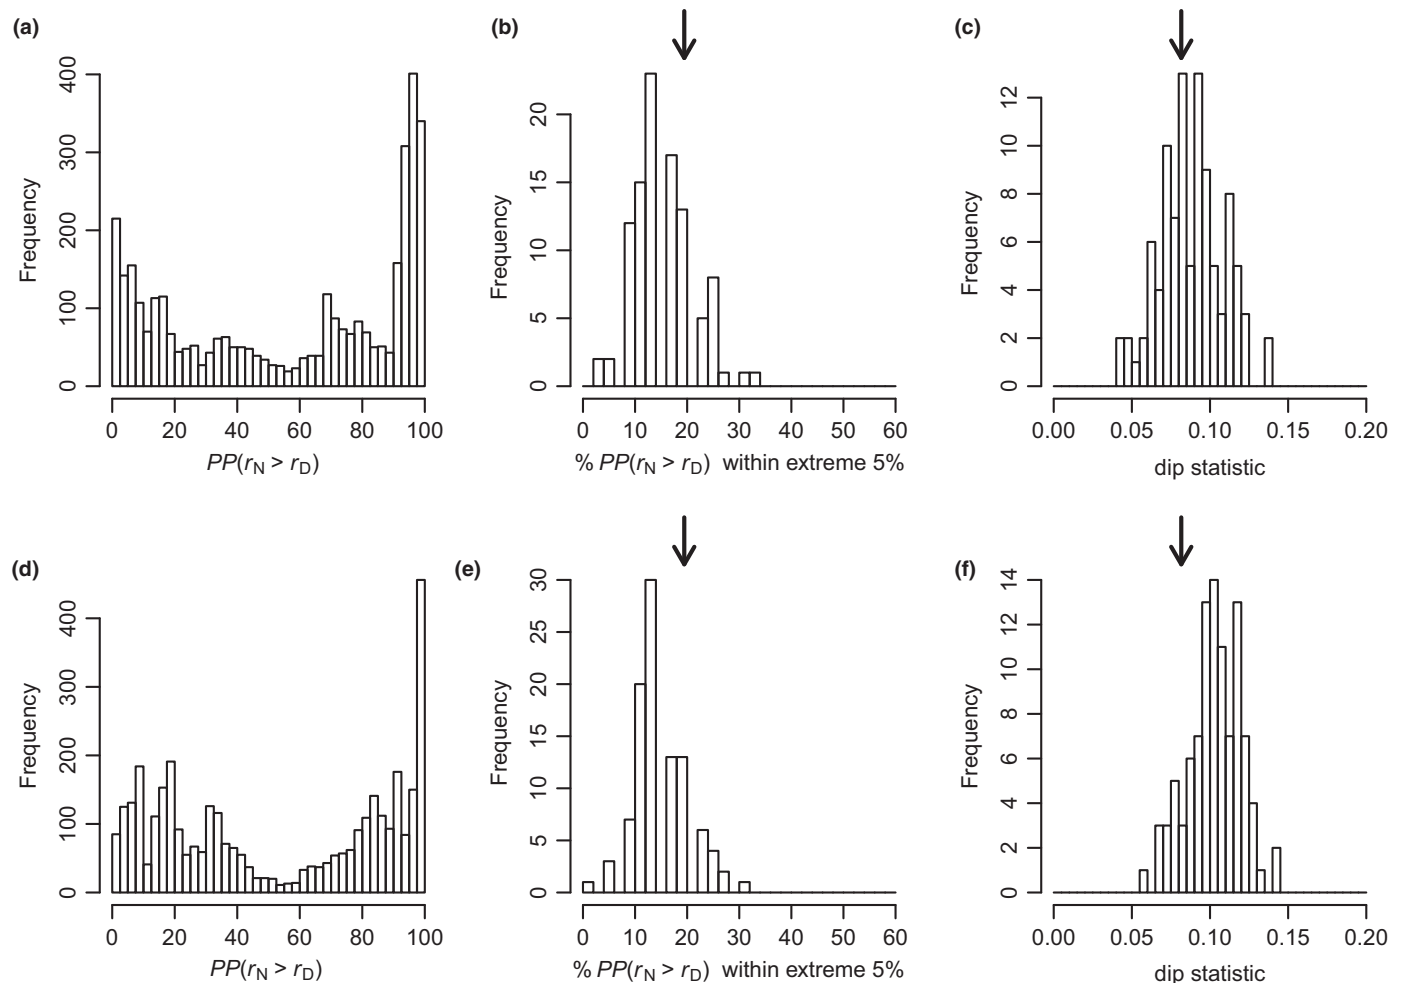 (a)
Frequency
0 100 200 300 400
0 20 40 60 80 100
PP(rN > rD)
(b)
Frequency
0 5 10 15 20
0 10 20 30 40 50 60
% PP(rN > rD) within extreme 5%
(c)
Frequency
0 2 4 6 8 10 12
0.00 0.05 0.10 0.15 0.20
dip statistic
(d)
Frequency
0 100 200 300 400
0 20 40 60 80 100
PP(rN > rD)
(e)
Frequency
0 5 10 15 20 25 30
0 10 20 30 40 50 60
% PP(rN > rD) within extreme 5%
(f)
Frequency
0 2 4 6 8 10 12 14
0.00 0.05 0.10 0.15 0.20
dip statistic